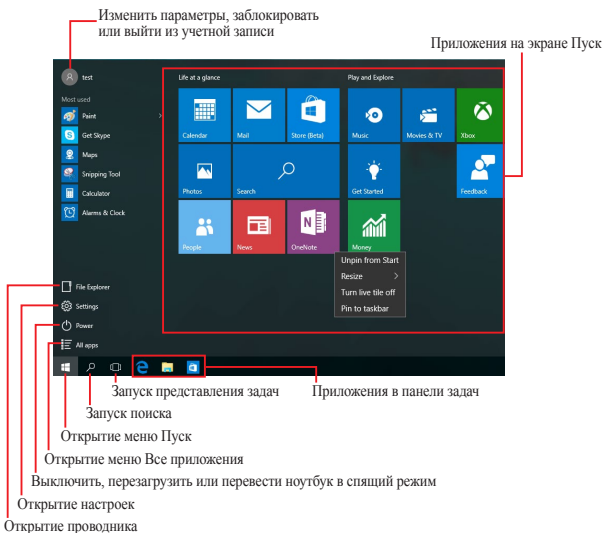 Изменить параметры, заблокировать
или выйти из учетной записи
Приложения на экране Пуск
test
Life at a glance
Play and Explore
Most used
Paint
Get Skype
Maps
Snipping Tool
Calculator
Alarms & Clock
Calendar
Mail
Store (Beta)
Music
Movies & TV
Xbox
Photos
Search
Get Started
Feedback
People
News
OneNote
Money
Unpin from Start
Resize
Turn live tile off
Pin to taskbar
File Explorer
Settings
Power
All apps
Запуск представления задач
Приложения в панели задач
Запуск поиска
Открытие меню Пуск
Открытие меню Все приложения
Выключить, перезагрузить или перевести ноутбук в спящий режим
Открытие настроек
Открытие проводника